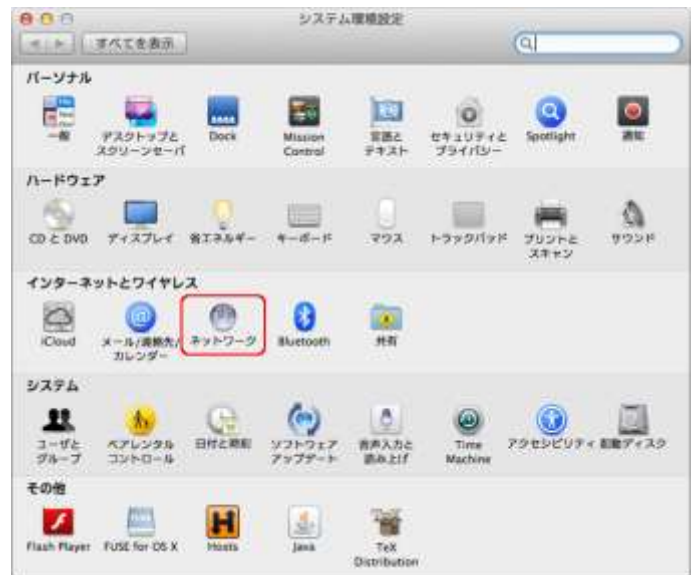 システム環境設定
すべてを表示
パーソナル
一般
デスクトップと
スクリーンセーバ
Dock
Mission
Control
言語と
テキスト
セキュリティと
プライバシー
Spotlight
通知
ハードウェア
CD と DVD
ディスプレイ
省エネルギー
キーボード
マウス
トラックパッド
プリントと
スキャン
サウンド
インターネットとワイヤレス
iCloud
メール/連絡先/
カレンダー
ネットワーク
Bluetooth
共有
システム
ユーザと
グループ
ペアレンタル
コントロール
日付と時刻
ソフトウェア
アップデート
音声入力と
読み上げ
Time
Machine
アクセシビリティ
起動ディスク
その他
Flash Player
FUSE for OS X
Hosts
Java
TeX
Distribution